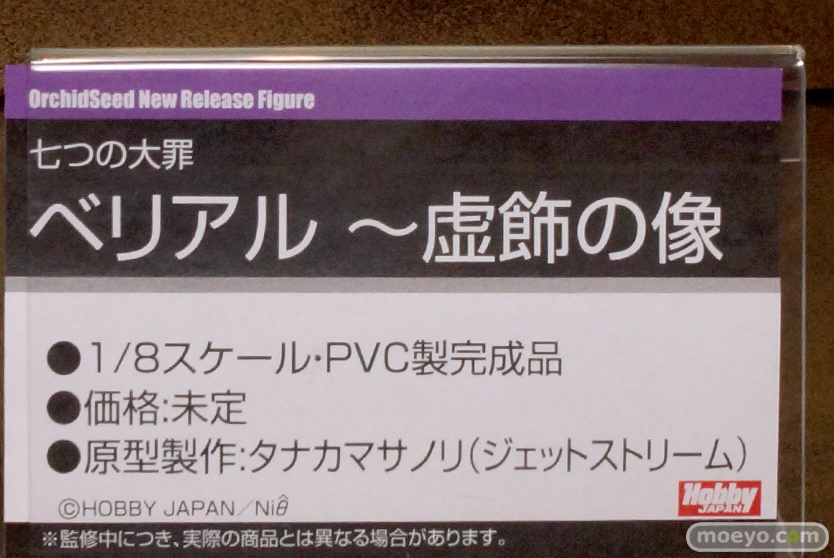 OrchidSeed New Release Figure
七つの大罪
ベリアル ～虚飾の像
●1/8スケール・PVC製完成品
●価格:未定
●原型製作:タナカマサノリ(ジェットストリーム)
©HOBBY JAPAN／Niθ
Hobby
JAPAN
※監修中につき、実際の商品とは異なる場合があります。
moeyo.com